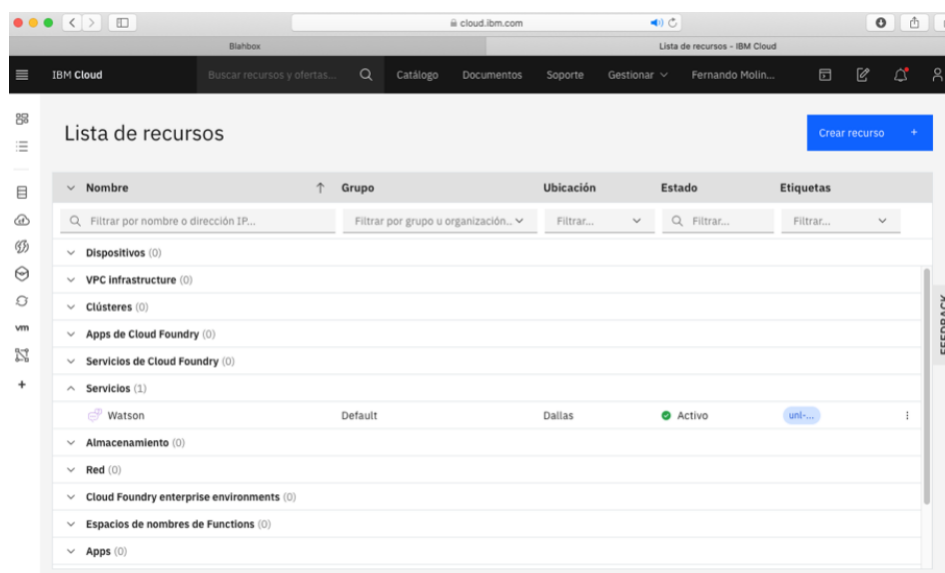 cloud.ibm.com
Blahbox
Lista de recursos - IBM Cloud
IBM Cloud
Buscar recursos y ofertas...
Catálogo
Documentos
Soporte
Gestionar
Fernando Molin...
Lista de recursos
Crear recurso +
Nombre
Grupo
Ubicación
Estado
Etiquetas
Filtrar por nombre o dirección IP...
Filtrar por grupo u organización...
Filtrar...
Filtrar...
Filtrar...
Dispositivos (0)
VPC infrastructure (0)
Clústeres (0)
Apps de Cloud Foundry (0)
Servicios de Cloud Foundry (0)
Servicios (1)
Watson
Default
Dallas
Activo
uni-...
Almacenamiento (0)
Red (0)
Cloud Foundry enterprise environments (0)
Espacios de nombres de Functions (0)
Apps (0)
vm
FEEDBACK